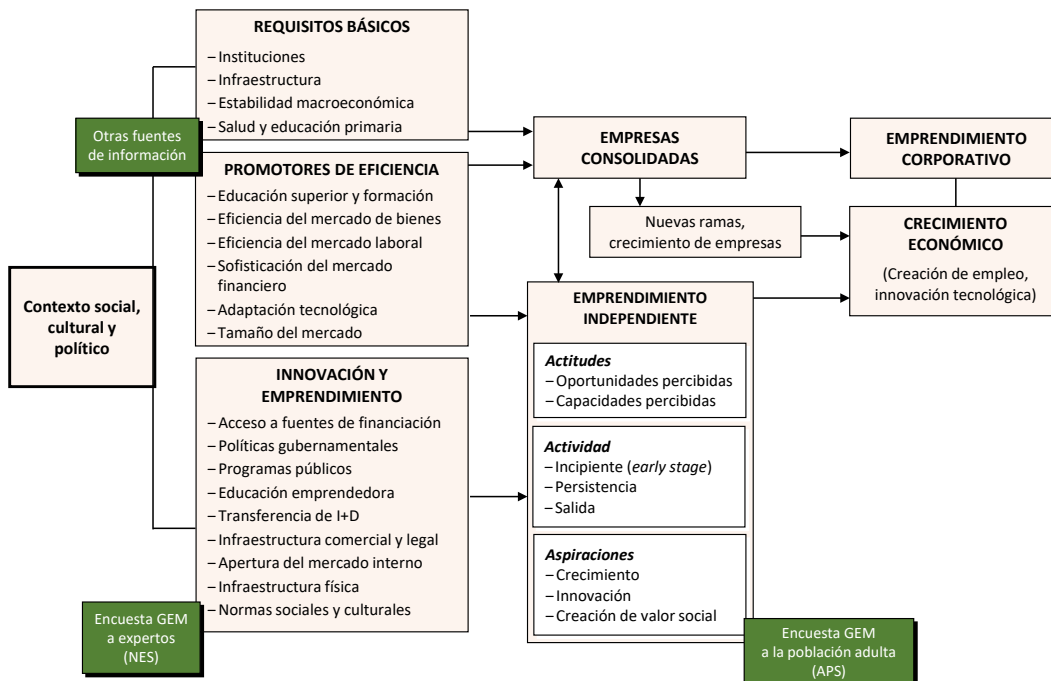 REQUISITOS BÁSICOS
– Instituciones
– Infraestructura
– Estabilidad macroeconómica
– Salud y educación primaria
Otras fuentes
de información
PROMOTORES DE EFICIENCIA
– Educación superior y formación
– Eficiencia del mercado de bienes
– Eficiencia del mercado laboral
– Sofisticación del mercado
financiero
– Adaptación tecnológica
– Tamaño del mercado
Contexto social,
cultural y
político
INNOVACIÓN Y
EMPRENDIMIENTO
– Acceso a fuentes de financiación
– Políticas gubernamentales
– Programas públicos
– Educación emprendedora
– Transferencia de I+D
– Infraestructura comercial y legal
– Apertura del mercado interno
– Infraestructura física
– Normas sociales y culturales
Encuesta GEM
a expertos
(NES)
EMPRESAS
CONSOLIDADAS
EMPRENDIMIENTO
CORPORATIVO
Nuevas ramas,
crecimiento de empresas
CRECIMIENTO
ECONÓMICO
(Creación de empleo,
innovación tecnológica)
EMPRENDIMIENTO
INDEPENDIENTE
Actitudes
– Oportunidades percibidas
– Capacidades percibidas
Actividad
– Incipiente (early stage)
– Persistencia
– Salida
Aspiraciones
– Crecimiento
– Innovación
– Creación de valor social
Encuesta GEM
a la población adulta
(APS)